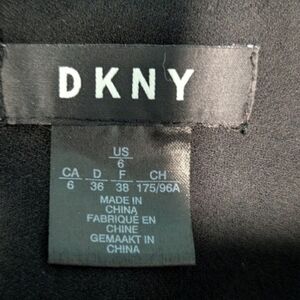 DKNY
US
6
CA D F CH
6 36 38 175/96A
MADE IN
CHINA
FABRIQUÉ EN
CHINE
GEMAAKT IN
CHINA